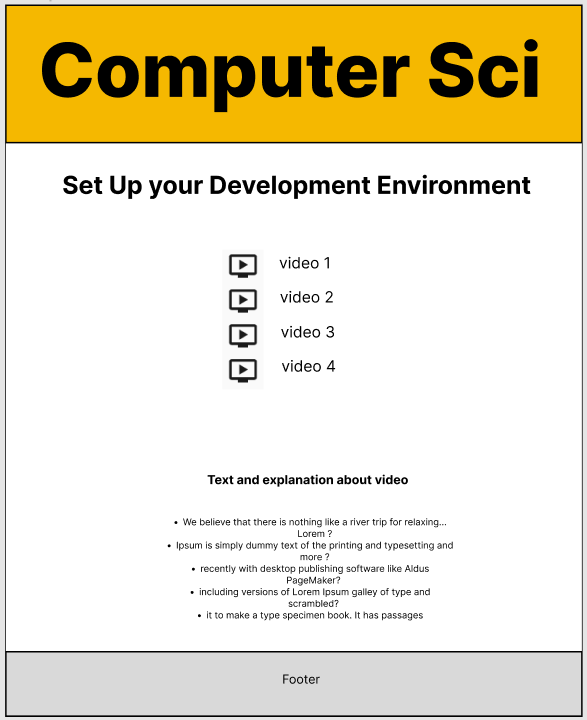 Computer Sci
Set Up your Development Environment
video 1
video 2
video 3
video 4
Text and explanation about video
• We believe that there is nothing like a river trip for relaxing...
Lorem ?
• Ipsum is simply dummy text of the printing and typesetting and
more ?
• recently with desktop publishing software like Aldus
PageMaker?
• including versions of Lorem Ipsum galley of type and
scrambled?
• it to make a type specimen book. It has passages
Footer